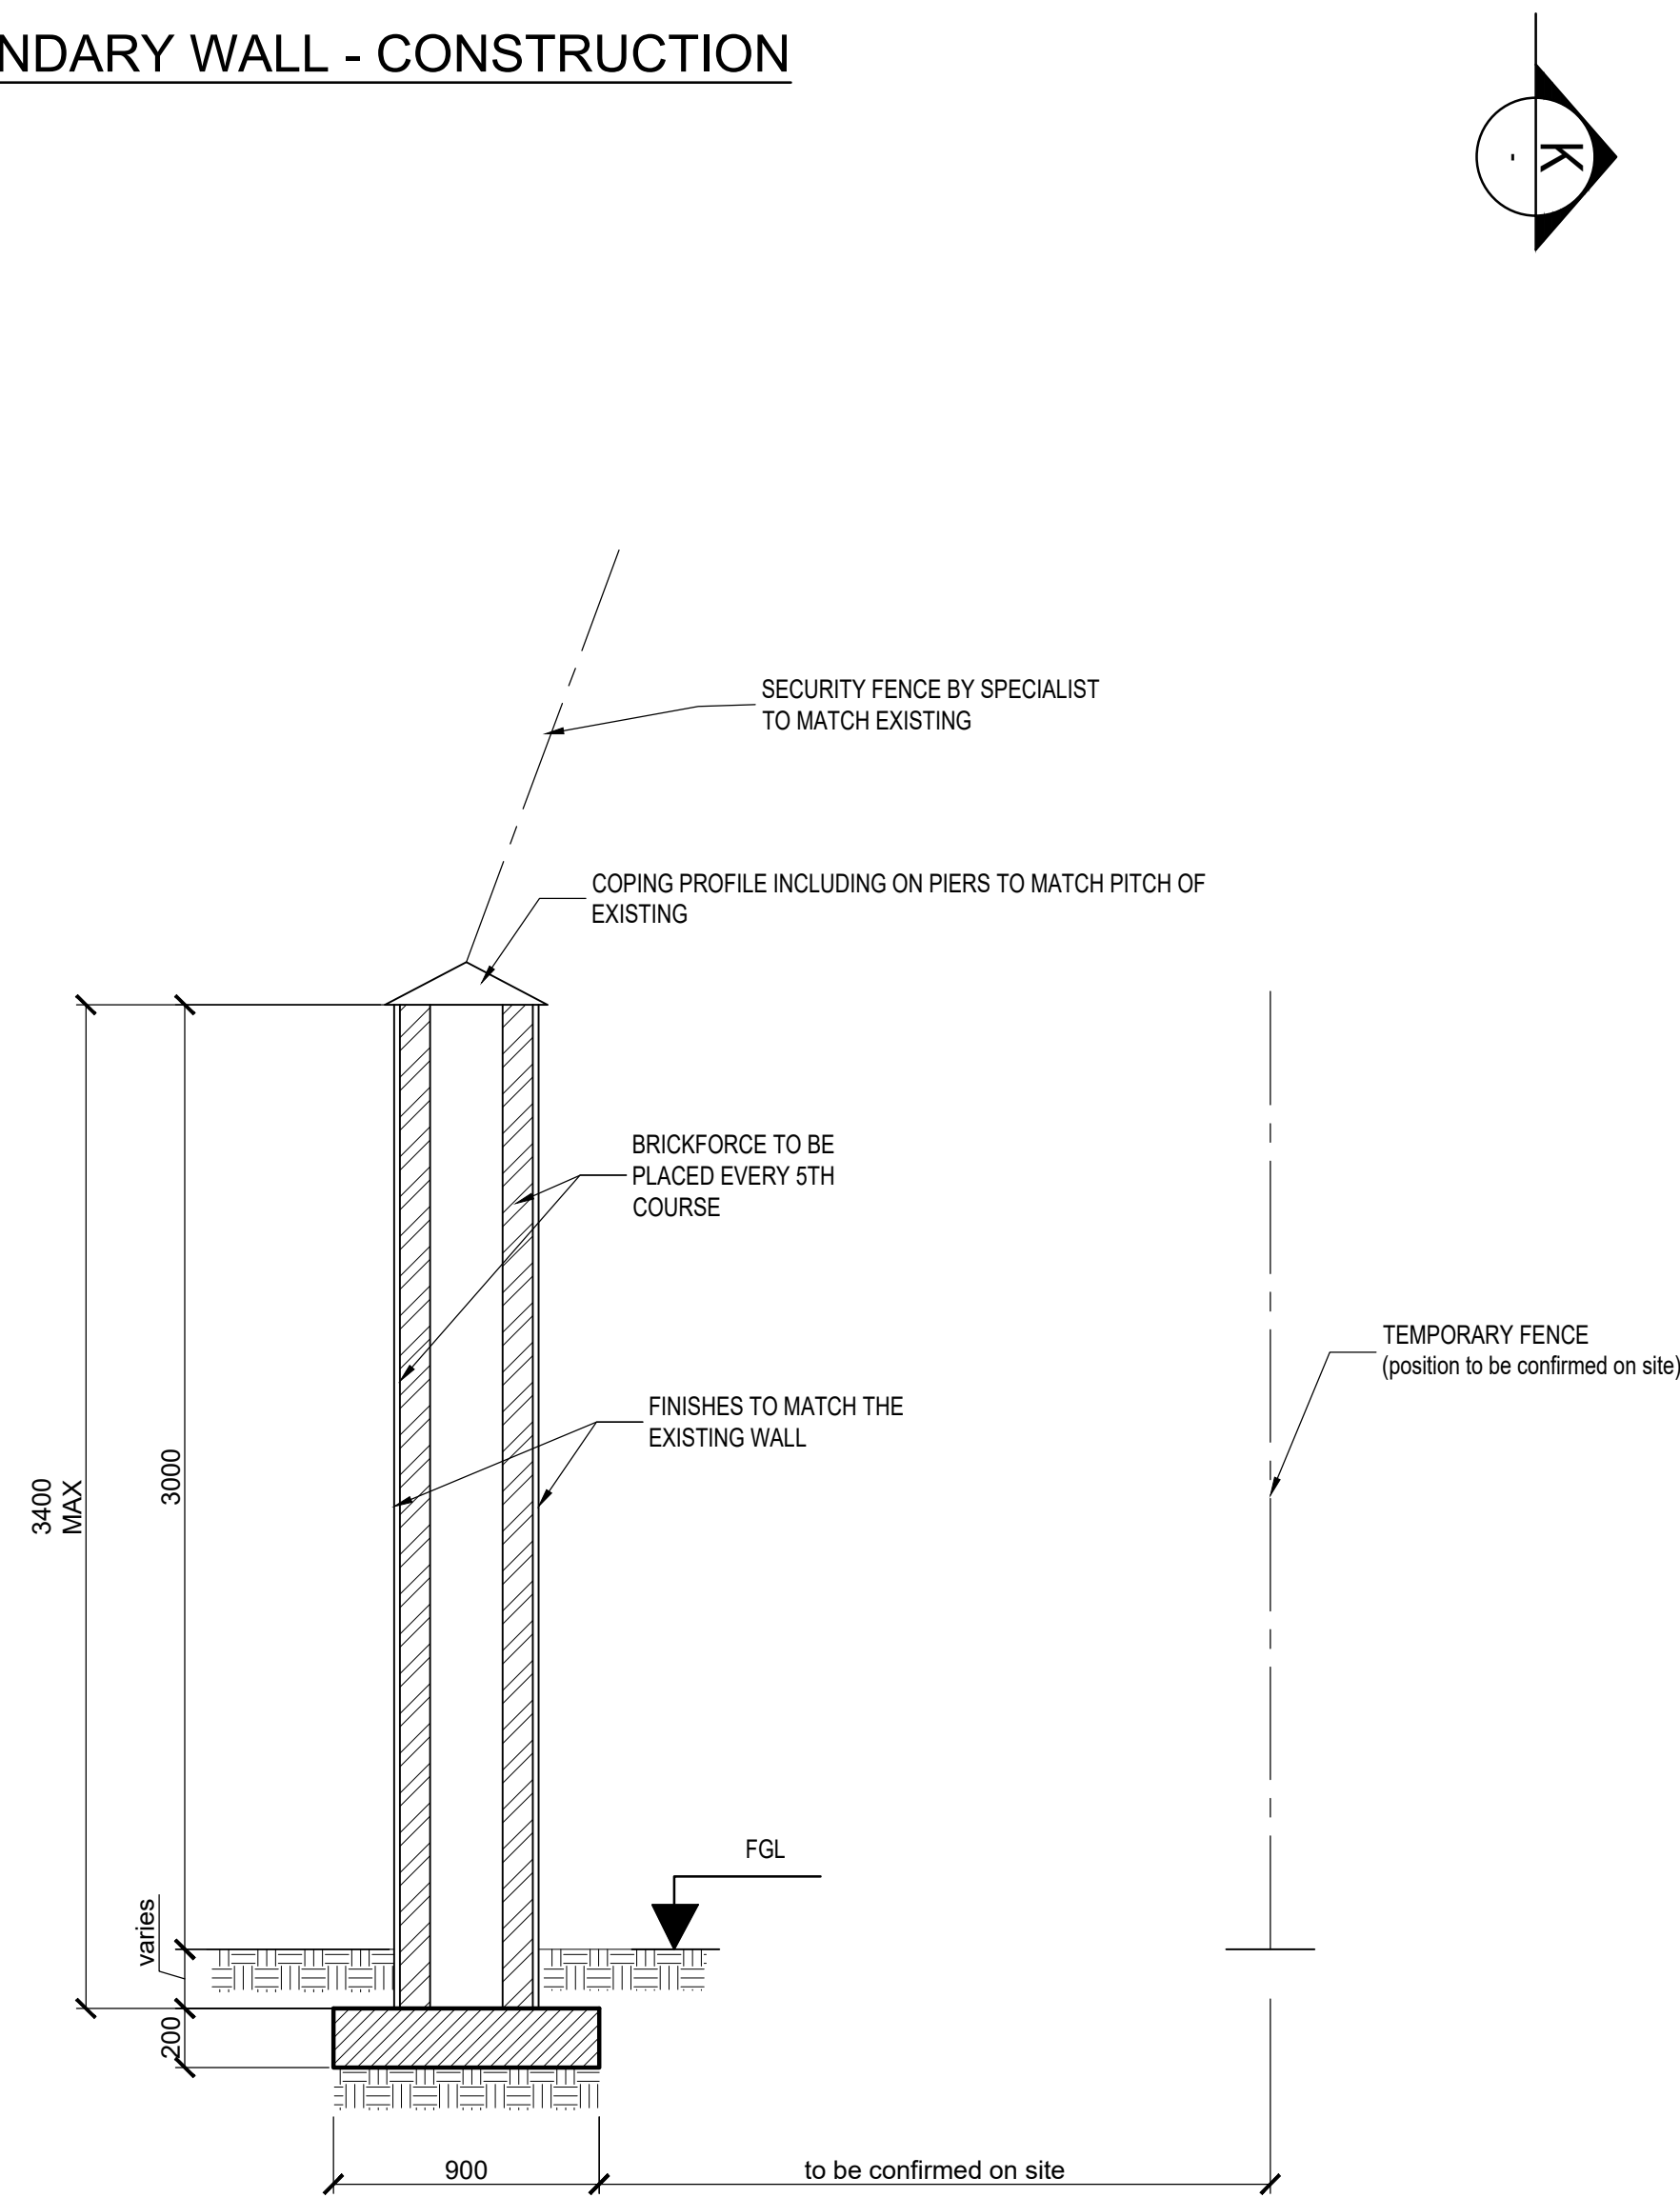 NDARY WALL - CONSTRUCTION
K
-
SECURITY FENCE BY SPECIALIST
TO MATCH EXISTING
COPING PROFILE INCLUDING ON PIERS TO MATCH PITCH OF
EXISTING
BRICKFORCE TO BE
PLACED EVERY 5TH
COURSE
TEMPORARY FENCE
(position to be confirmed on site)
FINISHES TO MATCH THE
EXISTING WALL
3400
MAX
3000
FGL
varies
200
900
to be confirmed on site